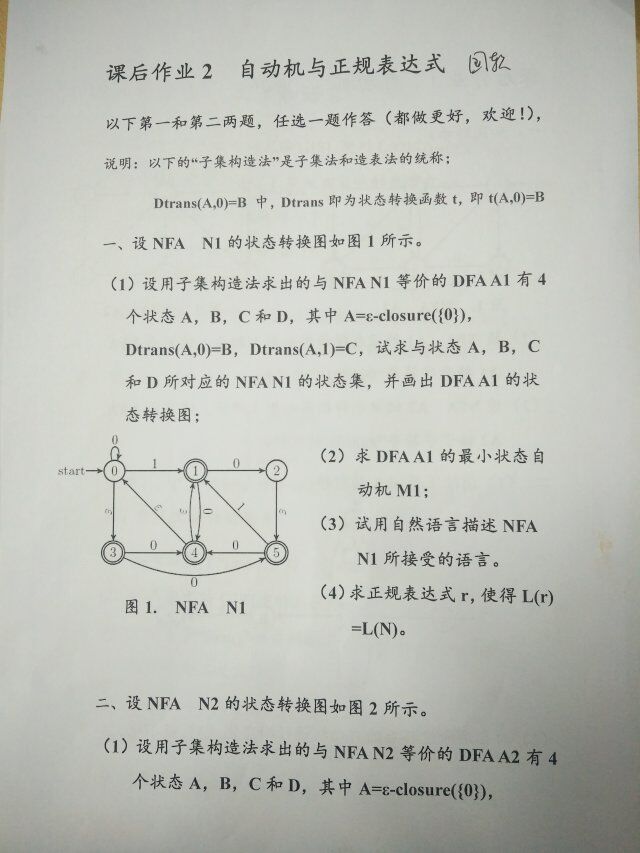 课后作业 2 自动机与正规表达式
以下第一和第二两题，任选一题作答（都做更好，欢迎！），
说明：以下的“子集构造法”是子集法和造表法的统称；
Dtrans(A,0)=B 中，Dtrans 即为状态转换函数 t，即 t(A,0)=B
一、设 NFA N1 的状态转换图如图 1 所示。
（1）设用子集构造法求出的与 NFA N1 等价的 DFA A1 有 4
个状态 A，B，C 和 D，其中 A=ε-closure({0})，
Dtrans(A,0)=B，Dtrans(A,1)=C，试求与状态 A，B，C
和 D 所对应的 NFA N1 的状态集，并画出 DFA A1 的状
态转换图；
0
start 0 1 1 0 2
ε ε ε 0 1 ε
3 0 4 0 5
0
图 1. NFA N1
（2）求 DFA A1 的最小状态自
动机 M1；
（3）试用自然语言描述 NFA
N1 所接受的语言。
（4）求正规表达式 r，使得 L(r)
=L(N)。
二、设 NFA N2 的状态转换图如图 2 所示。
（1）设用子集构造法求出的与 NFA N2 等价的 DFA A2 有 4
个状态 A，B，C 和 D，其中 A=ε-closure({0})，